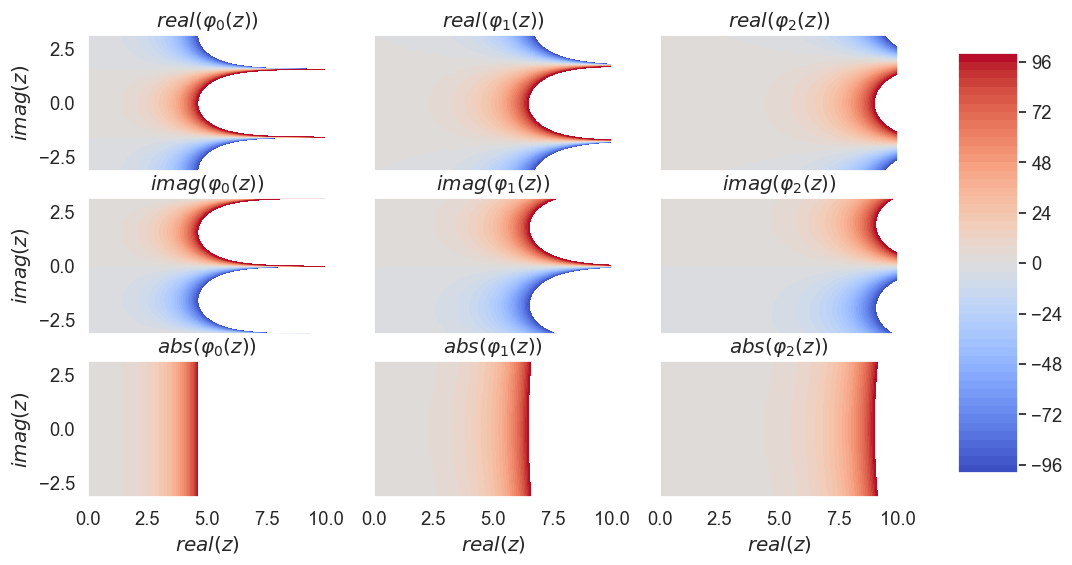 real(φ₀(z)) real(φ₁(z)) real(φ₂(z))
imag(z) 2.5 0.0 −2.5
imag(φ₀(z)) imag(φ₁(z)) imag(φ₂(z))
imag(z) 2.5 0.0 −2.5
abs(φ₀(z)) abs(φ₁(z)) abs(φ₂(z))
imag(z) 2.5 0.0 −2.5
0.0 2.5 5.0 7.5 10.0 0.0 2.5 5.0 7.5 10.0 0.0 2.5 5.0 7.5 10.0
real(z) real(z) real(z)
96
72
48
24
0
−24
−48
−72
−96